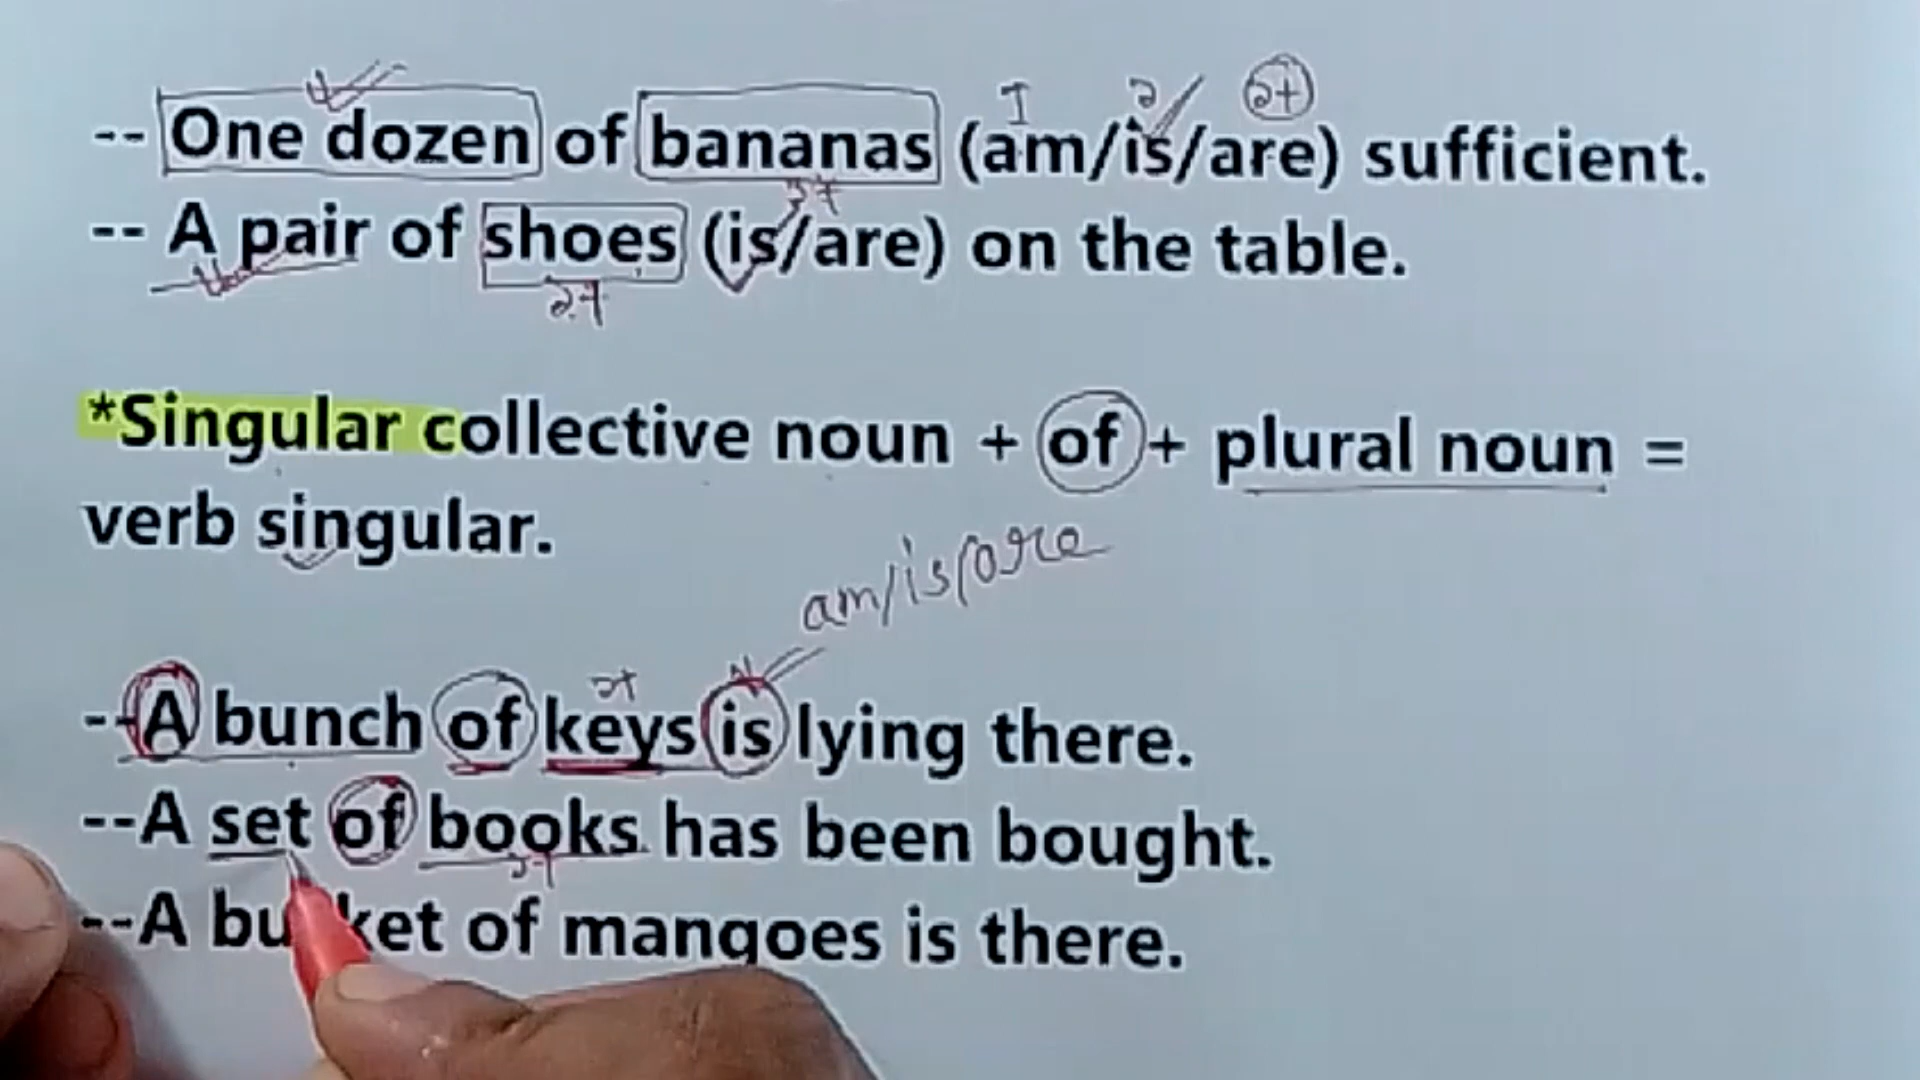 I 2 2+
-- One dozen of bananas (am/is/are) sufficient.
-- A pair of shoes (is/are) on the table.
*Singular collective noun + of + plural noun =
verb singular.
am/is/are
--A bunch of keys is lying there.
--A set of books has been bought.
--A of mangoes is there.